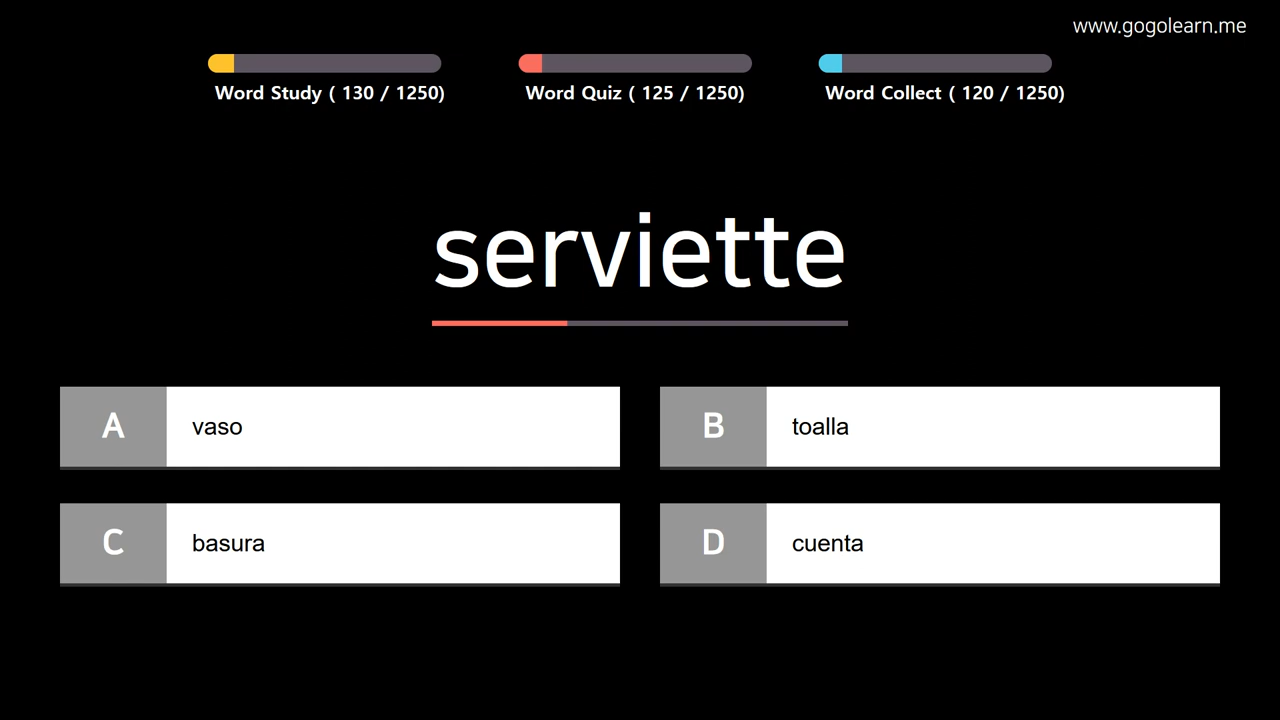 www.gogolearn.me
Word Study ( 130 / 1250)
Word Quiz ( 125 / 1250)
Word Collect ( 120 / 1250)
serviette
A vaso
B toalla
C basura
D cuenta